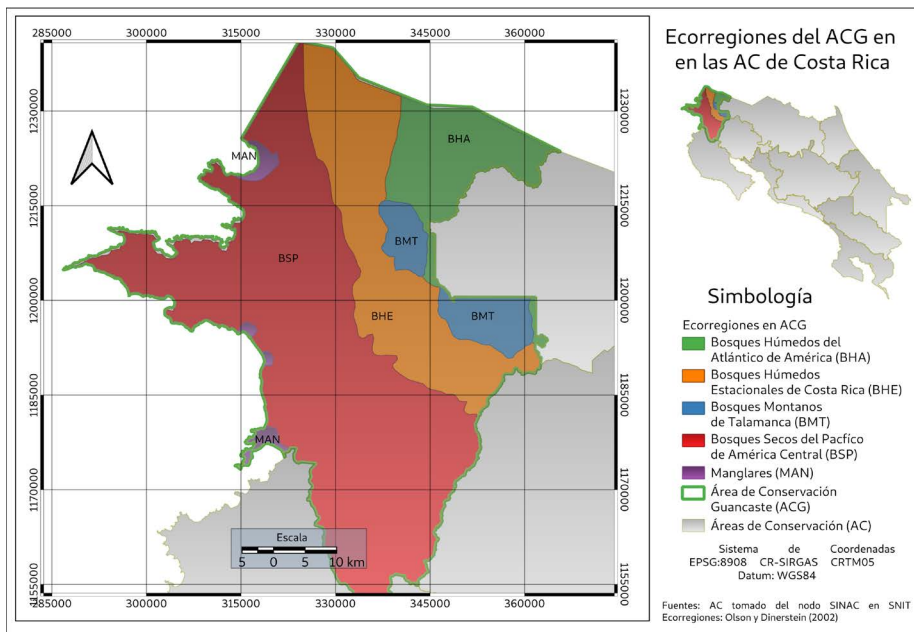 285000 300000 315000 330000 345000 360000
1230000 1230000
1215000 1215000
1200000 1200000
1185000 1185000
1170000 1170000
1155000 1155000
285000 300000 315000 330000 345000 360000
MAN
BHA
BMT
BSP
BHE
BMT
MAN
Escala
5 0 5 10 km
Ecorregiones del ACG en
en las AC de Costa Rica
Simbología
Ecorregiones en ACG
Bosques Húmedos del
Atlántico de América (BHA)
Bosques Húmedos
Estacionales de Costa Rica (BHE)
Bosques Montanos
de Talamanca (BMT)
Bosques Secos del Pacfíco
de América Central (BSP)
Manglares (MAN)
Área de Conservación
Guancaste (ACG)
Áreas de Conservación (AC)
Sistema de Coordenadas
EPSG:8908 CR-SIRGAS CRTM05
Datum: WGS84
Fuentes: AC tomado del nodo SINAC en SNIT
Ecorregiones: Olson y Dinerstein (2002)